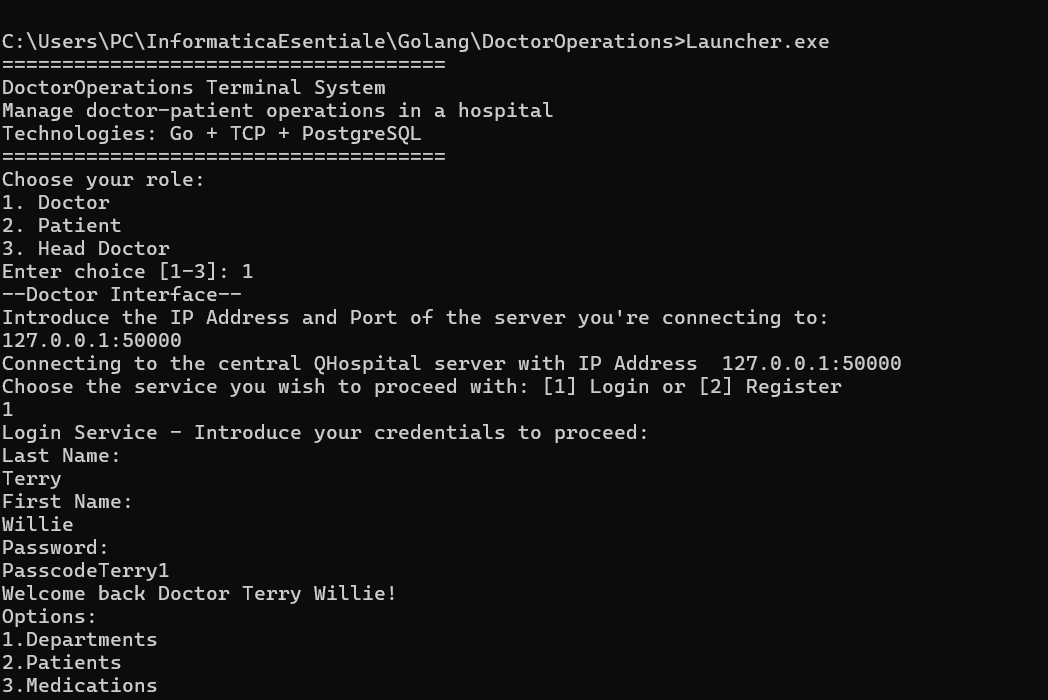 C:\Users\PC\InformaticaEsentiale\Golang\DoctorOperations>Launcher.exe
=====================================
DoctorOperations Terminal System
Manage doctor-patient operations in a hospital
Technologies: Go + TCP + PostgreSQL
=====================================
Choose your role:
1. Doctor
2. Patient
3. Head Doctor
Enter choice [1-3]: 1
--Doctor Interface--
Introduce the IP Address and Port of the server you're connecting to:
127.0.0.1:50000
Connecting to the central QHospital server with IP Address  127.0.0.1:50000
Choose the service you wish to proceed with: [1] Login or [2] Register
1
Login Service - Introduce your credentials to proceed:
Last Name:
Terry
First Name:
Willie
Password:
PasscodeTerry1
Welcome back Doctor Terry Willie!
Options:
1.Departments
2.Patients
3.Medications